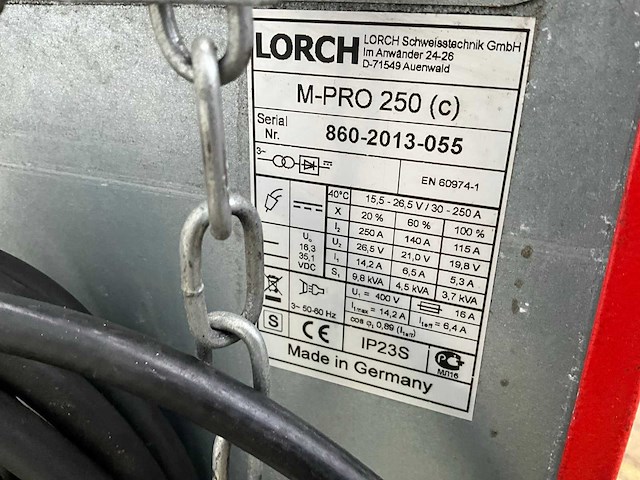 LORCH
LORCH Schweisstechnik GmbH
Im Anwänder 24-26
D-71549 Auenwald
M-PRO 250 (c)
Serial Nr.
860-2013-055
3~
EN 60974-1
40°C 15,5 - 26,5 V / 30 - 250 A
X 20 % 60 % 100 %
I2 250 A 140 A 115 A
U2 26,5 V 21,0 V 19,8 V
I1 14,2 A 6,5 A 5,3 A
S1 9,8 kVA 4,5 kVA 3,7 kVA
U0
16,3
35,1
VDC
3~ 50-60 Hz
U1 = 400 V 16 A
I1max = 14,2 A I1eff = 6,4 A
cos φ1 0,89 (I1eff)
S CE IP23S
МЛ16
Made in Germany